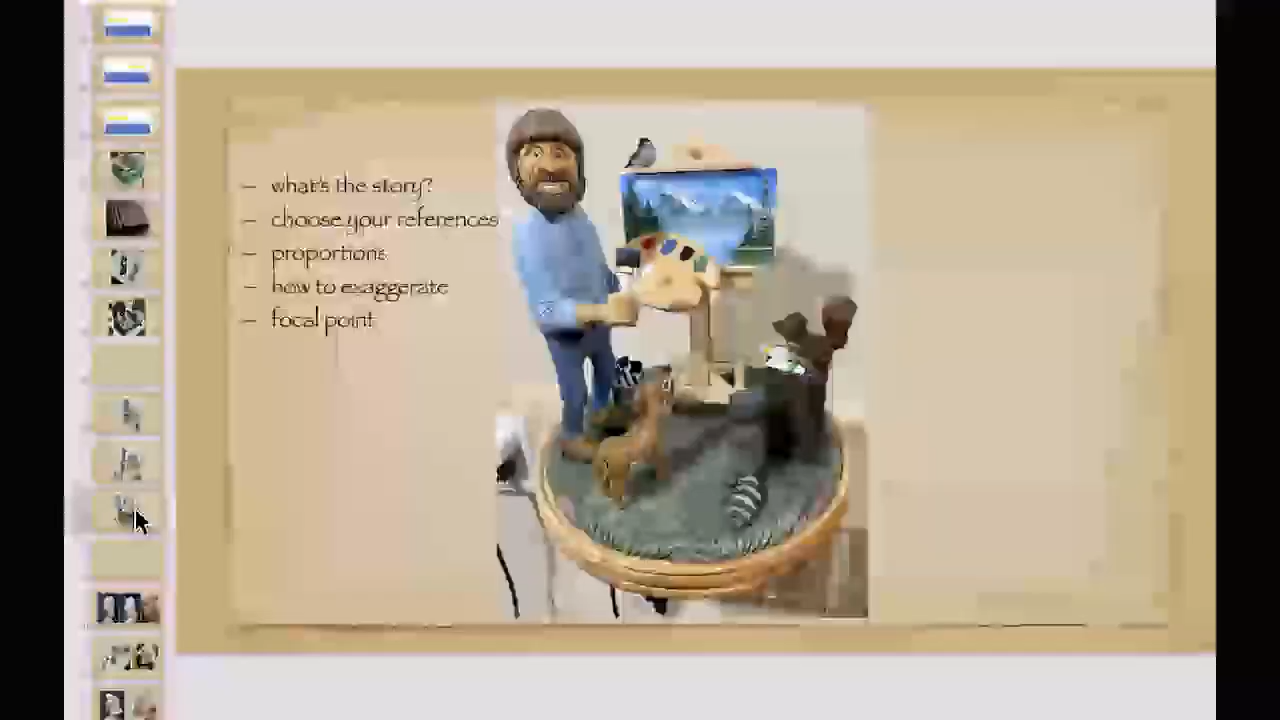 – what's the story?
– choose your references
– proportions
– how to exaggerate
– focal point